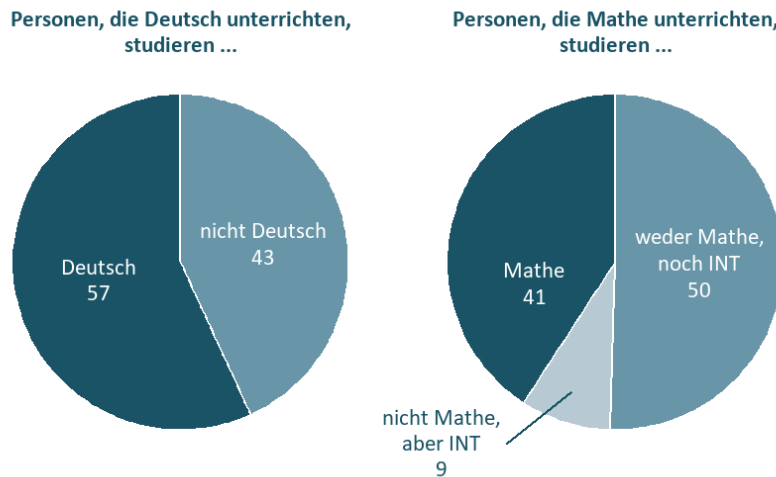 Personen, die Deutsch unterrichten,
studieren ...
nicht Deutsch
43
Deutsch
57
Personen, die Mathe unterrichten,
studieren ...
weder Mathe,
noch INT
50
Mathe
41
nicht Mathe,
aber INT
9